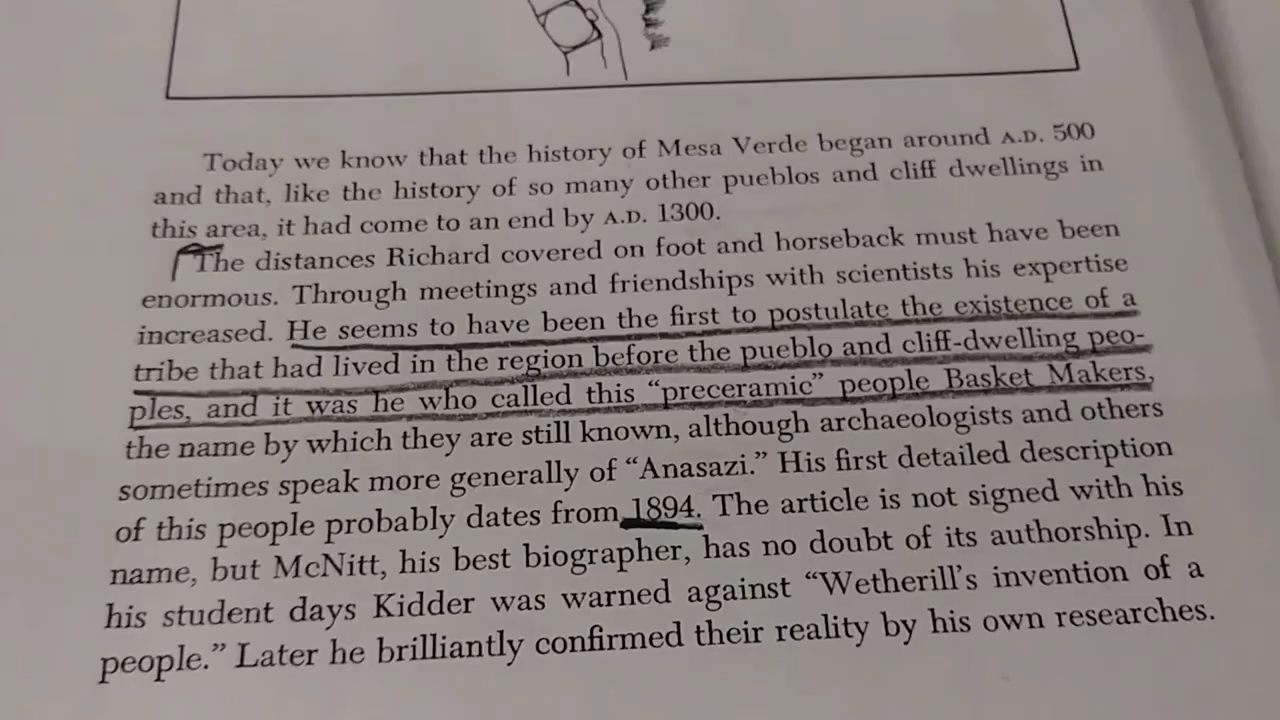 Today we know that the history of Mesa Verde began around A.D. 500
and that, like the history of so many other pueblos and cliff dwellings in
this area, it had come to an end by A.D. 1300.
The distances Richard covered on foot and horseback must have been
enormous. Through meetings and friendships with scientists his expertise
increased. He seems to have been the first to postulate the existence of a
tribe that had lived in the region before the pueblo and cliff-dwelling peo-
ples, and it was he who called this “preceramic” people Basket Makers,
the name by which they are still known, although archaeologists and others
sometimes speak more generally of “Anasazi.” His first detailed description
of this people probably dates from 1894. The article is not signed with his
name, but McNitt, his best biographer, has no doubt of its authorship. In
his student days Kidder was warned against “Wetherill’s invention of a
people.” Later he brilliantly confirmed their reality by his own researches.